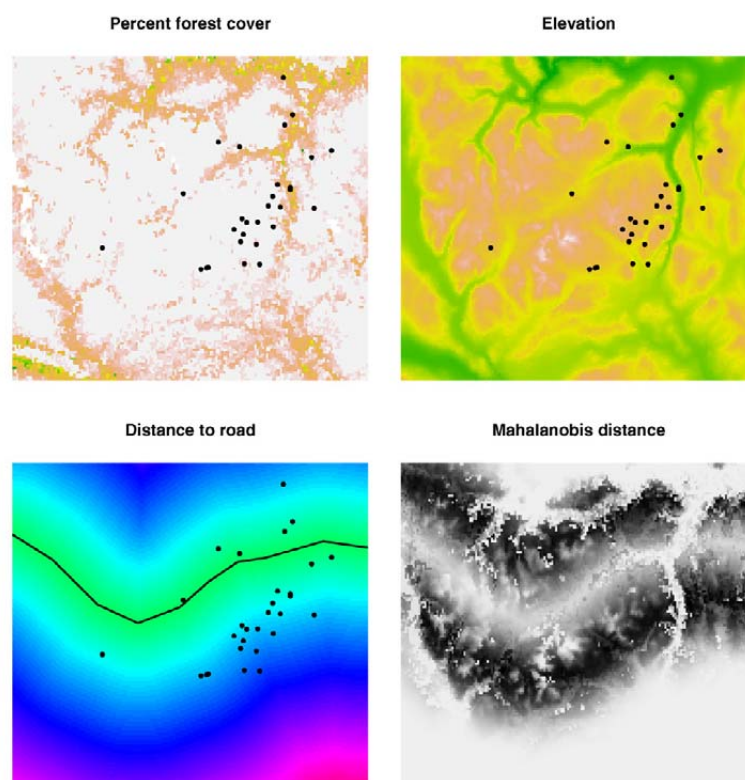 Percent forest cover
Elevation
Distance to road
Mahalanobis distance